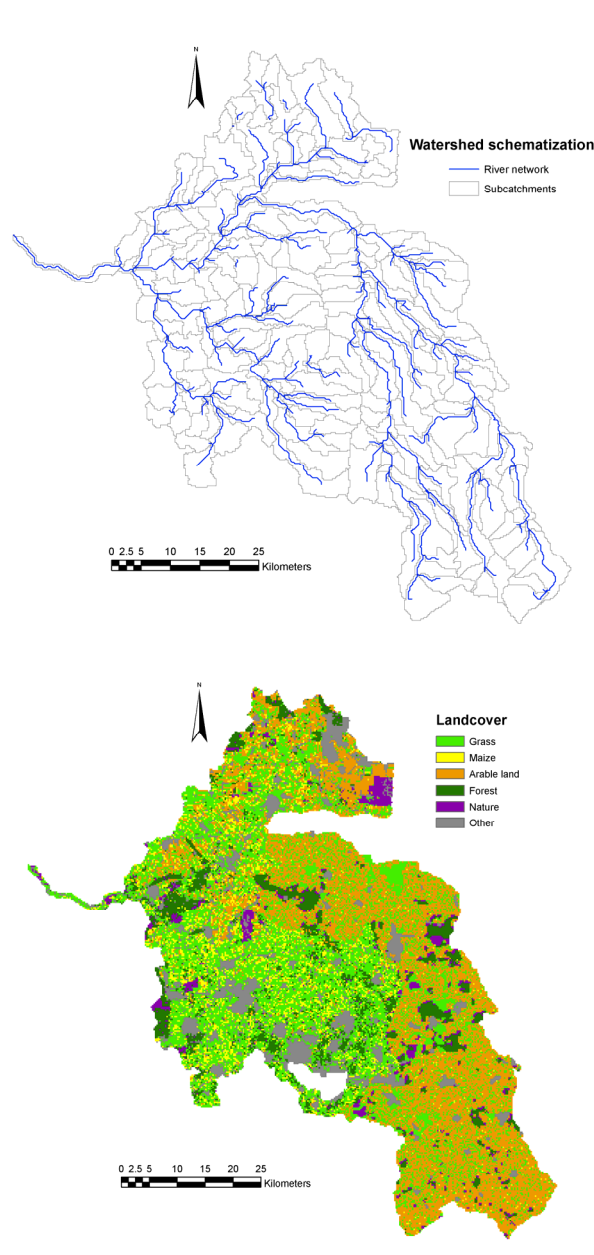 N
Watershed schematization
River network
Subcatchments
0 2.5 5 10 15 20 25
Kilometers
N
Landcover
Grass
Maize
Arable land
Forest
Nature
Other
0 2.5 5 10 15 20 25
Kilometers